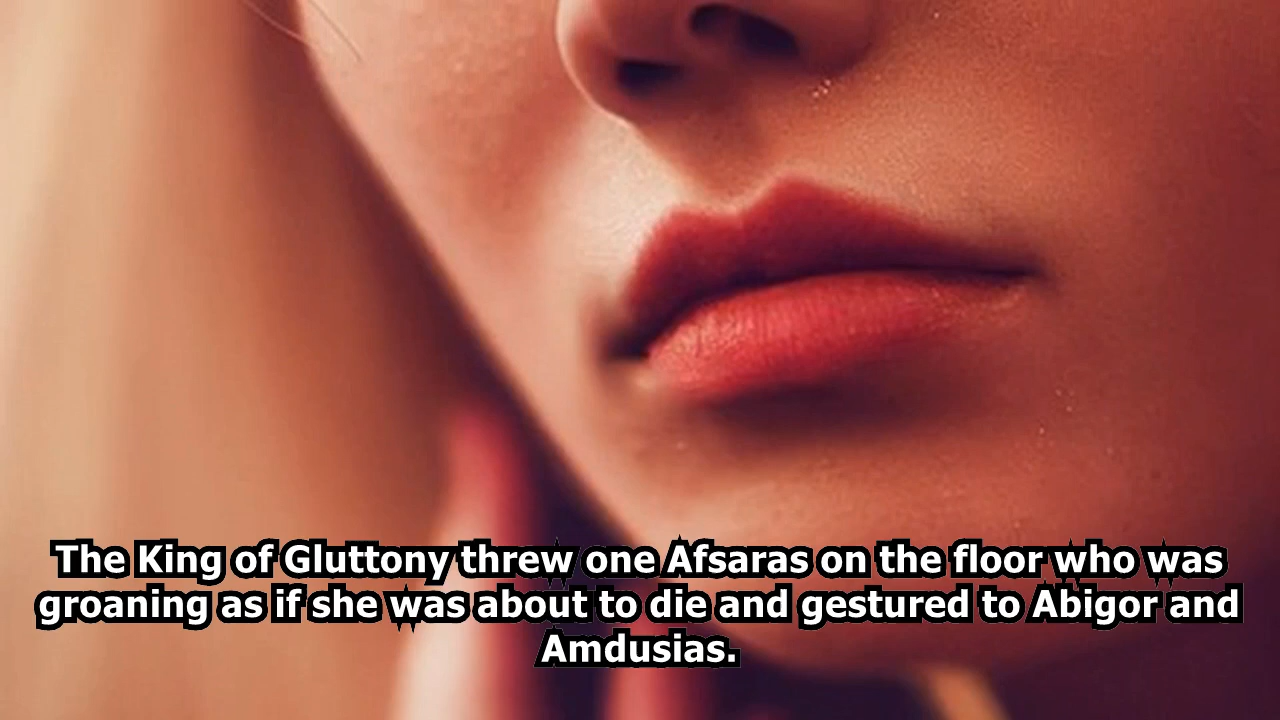 The King of Gluttony threw one Afsaras on the floor who was
groaning as if she was about to die and gestured to Abigor and
Amdusias.